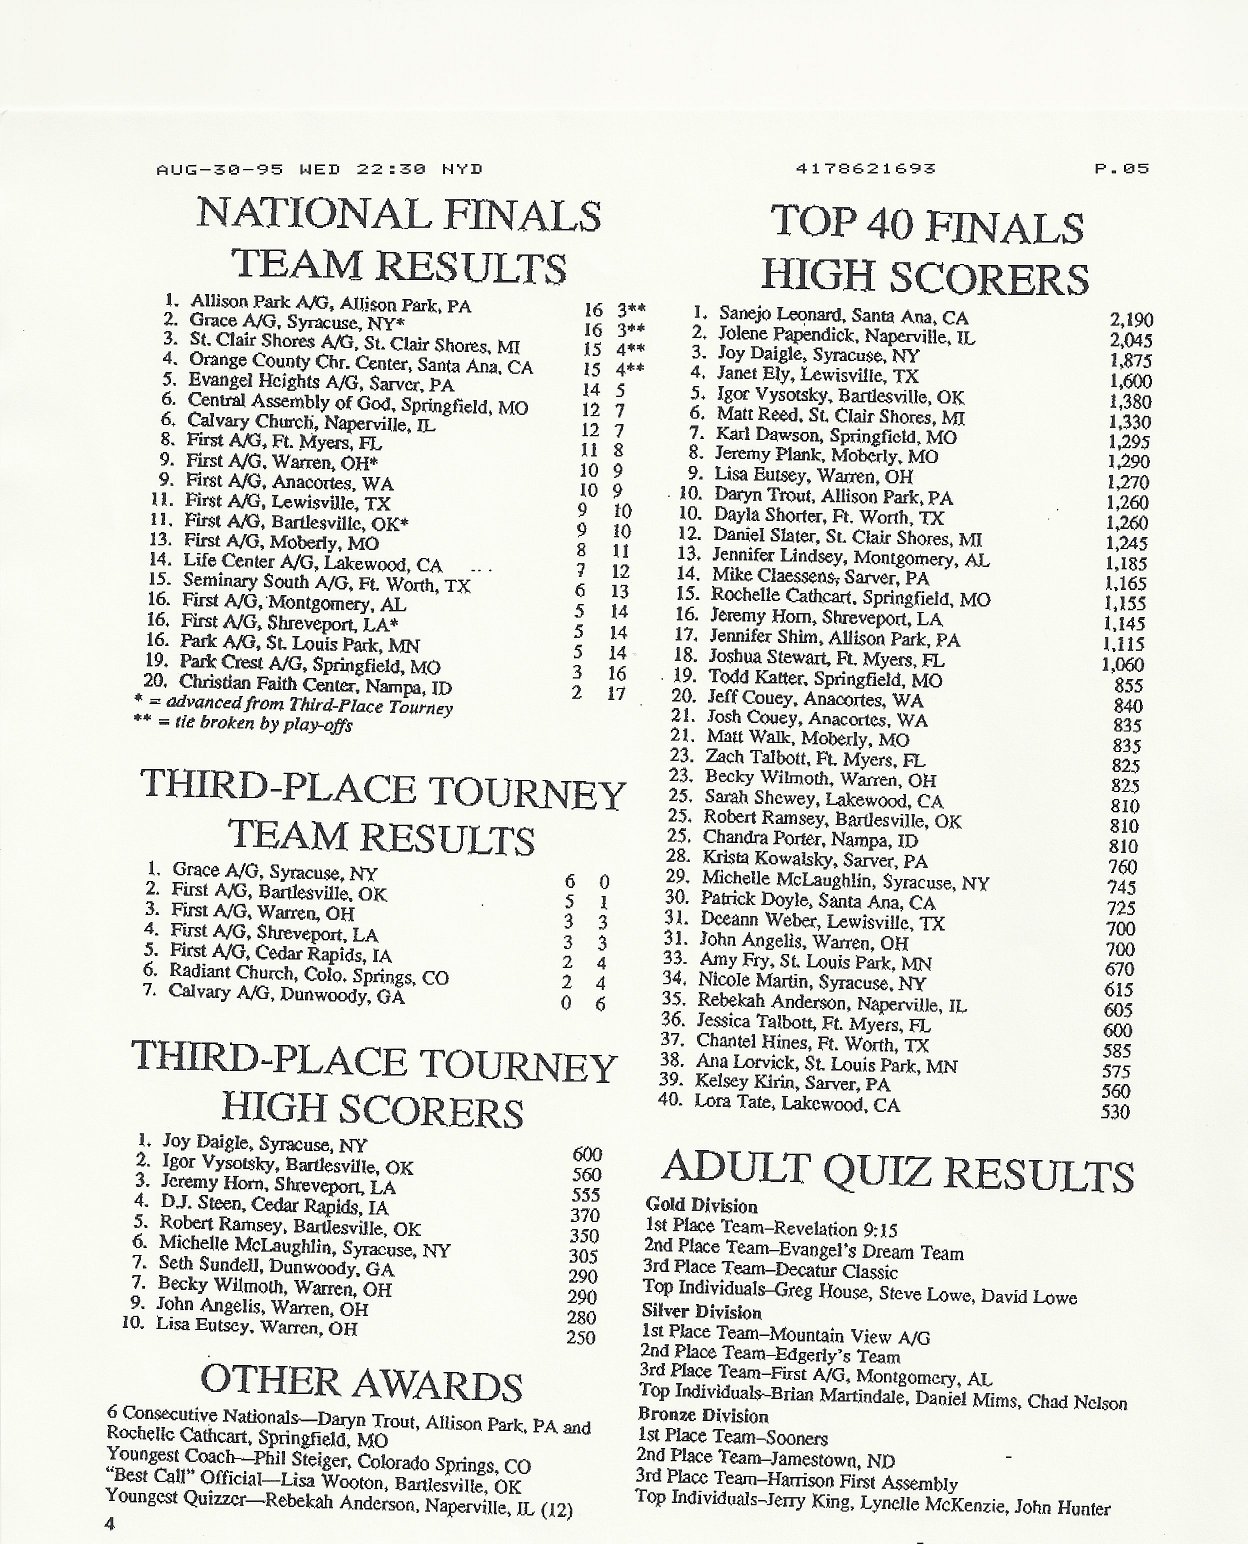 AUG-30-95 WED 22:30 NYD 4178621693 P.05
NATIONAL FINALS
TEAM RESULTS
1. Allison Park A/G, Allison Park, PA 16 3**
2. Grace A/G, Syracuse, NY* 16 3**
3. St. Clair Shores A/G, St. Clair Shores, MI 15 4**
4. Orange County Chr. Center, Santa Ana, CA 15 4**
5. Evangel Heights A/G, Sarver, PA 14 5
6. Central Assembly of God, Springfield, MO 12 7
6. Calvary Church, Naperville, IL 12 7
8. First A/G, Ft. Myers, FL 11 8
9. First A/G, Warren, OH* 10 9
9. First A/G, Anacortes, WA 10 9
11. First A/G, Lewisville, TX 9 10
11. First A/G, Bartlesville, OK* 9 10
13. First A/G, Moberly, MO 8 11
14. Life Center A/G, Lakewood, CA 7 12
15. Seminary South A/G, Ft. Worth, TX 6 13
16. First A/G, Montgomery, AL 5 14
16. First A/G, Shreveport, LA* 5 14
16. Park A/G, St. Louis Park, MN 5 14
19. Park Crest A/G, Springfield, MO 3 16
20. Christian Faith Center, Nampa, ID 2 17
* = advanced from Third-Place Tourney
** = tie broken by play-offs
THIRD-PLACE TOURNEY
TEAM RESULTS
1. Grace A/G, Syracuse, NY 6 0
2. First A/G, Bartlesville, OK 5 1
3. First A/G, Warren, OH 3 3
4. First A/G, Shreveport, LA 3 3
5. First A/G, Cedar Rapids, IA 2 4
6. Radiant Church, Colo. Springs, CO 2 4
7. Calvary A/G, Dunwoody, GA 0 6
THIRD-PLACE TOURNEY
HIGH SCORERS
1. Joy Daigle, Syracuse, NY 600
2. Igor Vysotsky, Bartlesville, OK 560
3. Jeremy Horn, Shreveport, LA 555
4. D.J. Steen, Cedar Rapids, IA 370
5. Robert Ramsey, Bartlesville, OK 350
6. Michelle McLaughlin, Syracuse, NY 305
7. Seth Sundell, Dunwoody, GA 290
7. Becky Wilmoth, Warren, OH 290
9. John Angelis, Warren, OH 280
10. Lisa Eutsey, Warren, OH 250
OTHER AWARDS
6 Consecutive Nationals—Daryn Trout, Allison Park, PA and
Rochelle Cathcart, Springfield, MO
Youngest Coach—Phil Steiger, Colorado Springs, CO
"Best Call" Official—Lisa Wooton, Bartlesville, OK
Youngest Quizzer—Rebekah Anderson, Naperville, IL (12)
4
TOP 40 FINALS
HIGH SCORERS
1. Sanejo Leonard, Santa Ana, CA 2,190
2. Jolene Papendick, Naperville, IL 2,045
3. Joy Daigle, Syracuse, NY 1,875
4. Janet Ely, Lewisville, TX 1,600
5. Igor Vysotsky, Bartlesville, OK 1,380
6. Matt Reed, St. Clair Shores, MI 1,330
7. Karl Dawson, Springfield, MO 1,295
8. Jeremy Plank, Moberly, MO 1,290
9. Lisa Eutsey, Warren, OH 1,270
10. Daryn Trout, Allison Park, PA 1,260
10. Dayla Shorter, Ft. Worth, TX 1,260
12. Daniel Slater, St. Clair Shores, MI 1,245
13. Jennifer Lindsey, Montgomery, AL 1,185
14. Mike Claessens, Sarver, PA 1,165
15. Rochelle Cathcart, Springfield, MO 1,155
16. Jeremy Horn, Shreveport, LA 1,145
17. Jennifer Shim, Allison Park, PA 1,115
18. Joshua Stewart, Ft. Myers, FL 1,060
19. Todd Katter, Springfield, MO 855
20. Jeff Couey, Anacortes, WA 840
21. Josh Couey, Anacortes, WA 835
21. Matt Walk, Moberly, MO 835
23. Zach Talbott, Ft. Myers, FL 825
23. Becky Wilmoth, Warren, OH 825
25. Sarah Shewey, Lakewood, CA 810
25. Robert Ramsey, Bartlesville, OK 810
25. Chandra Porter, Nampa, ID 810
28. Krista Kowalsky, Sarver, PA 760
29. Michelle McLaughlin, Syracuse, NY 745
30. Patrick Doyle, Santa Ana, CA 725
31. Deeann Weber, Lewisville, TX 700
31. John Angelis, Warren, OH 700
33. Amy Fry, St. Louis Park, MN 670
34. Nicole Martin, Syracuse, NY 615
35. Rebekah Anderson, Naperville, IL 605
36. Jessica Talbott, Ft. Myers, FL 600
37. Chantel Hines, Ft. Worth, TX 585
38. Ana Lorvick, St. Louis Park, MN 575
39. Kelsey Kirin, Sarver, PA 560
40. Lora Tate, Lakewood, CA 530
ADULT QUIZ RESULTS
Gold Division
1st Place Team–Revelation 9:15
2nd Place Team–Evangel's Dream Team
3rd Place Team–Decatur Classic
Top Individuals–Greg House, Steve Lowe, David Lowe
Silver Division
1st Place Team–Mountain View A/G
2nd Place Team–Edgerly's Team
3rd Place Team–First A/G, Montgomery, AL
Top Individuals–Brian Martindale, Daniel Mims, Chad Nelson
Bronze Division
1st Place Team–Sooners
2nd Place Team–Jamestown, ND
3rd Place Team–Harrison First Assembly
Top Individuals–Jerry King, Lynelle McKenzie, John Hunter